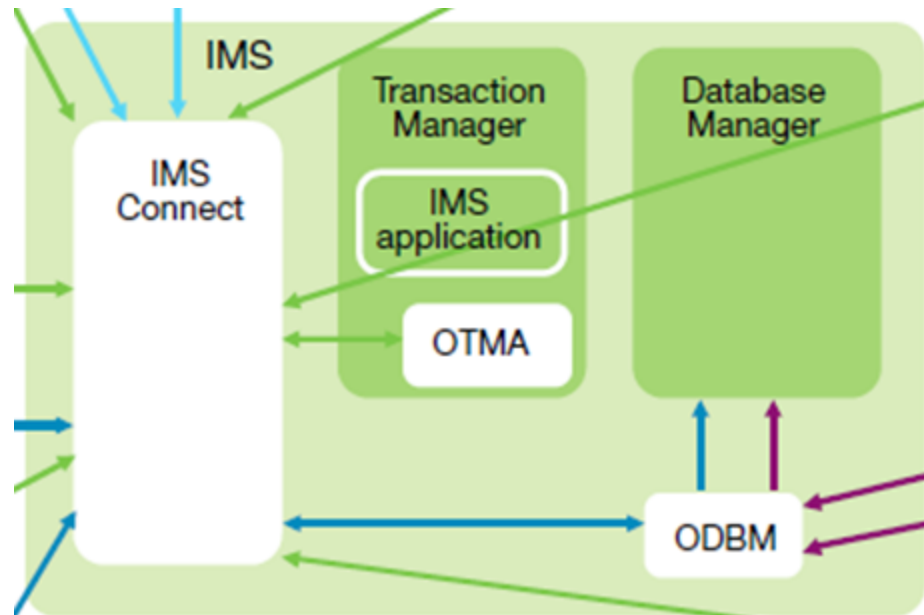 IMS
Transaction
Manager
Database
Manager
IMS
Connect
IMS
application
OTMA
ODBM